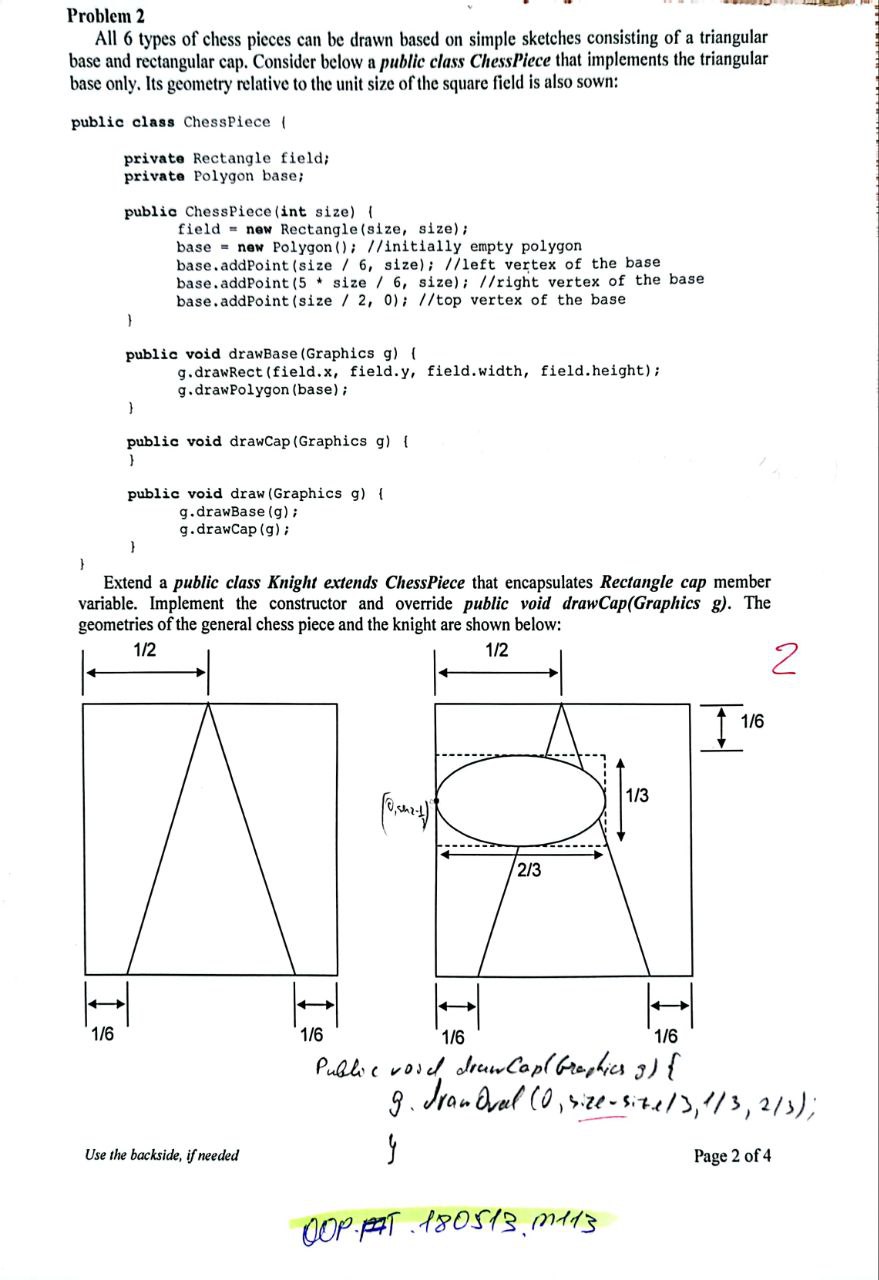 Problem 2
All 6 types of chess pieces can be drawn based on simple sketches consisting of a triangular
base and rectangular cap. Consider below a public class ChessPiece that implements the triangular
base only. Its geometry relative to the unit size of the square field is also sown:
public class ChessPiece {
private Rectangle field;
private Polygon base;
public ChessPiece(int size) {
field = new Rectangle(size, size);
base = new Polygon(); //initially empty polygon
base.addPoint(size / 6, size); //left vertex of the base
base.addPoint(5 * size / 6, size); //right vertex of the base
base.addPoint(size / 2, 0); //top vertex of the base
}
public void drawBase(Graphics g) {
g.drawRect(field.x, field.y, field.width, field.height);
g.drawPolygon(base);
}
public void drawCap(Graphics g) {
}
public void draw(Graphics g) {
g.drawBase(g);
g.drawCap(g);
}
}
Extend a public class Knight extends ChessPiece that encapsulates Rectangle cap member
variable. Implement the constructor and override public void drawCap(Graphics g). The
geometries of the general chess piece and the knight are shown below:
1/2 1/2 2
1/6
1/3
2/3
1/6 1/6 1/6 1/6
Public void drawCap(Graphics g) {
g. drawOval (0, size-size/3, 1/3, 2/3);
}
Use the backside, if needed Page 2 of 4
180513.M113